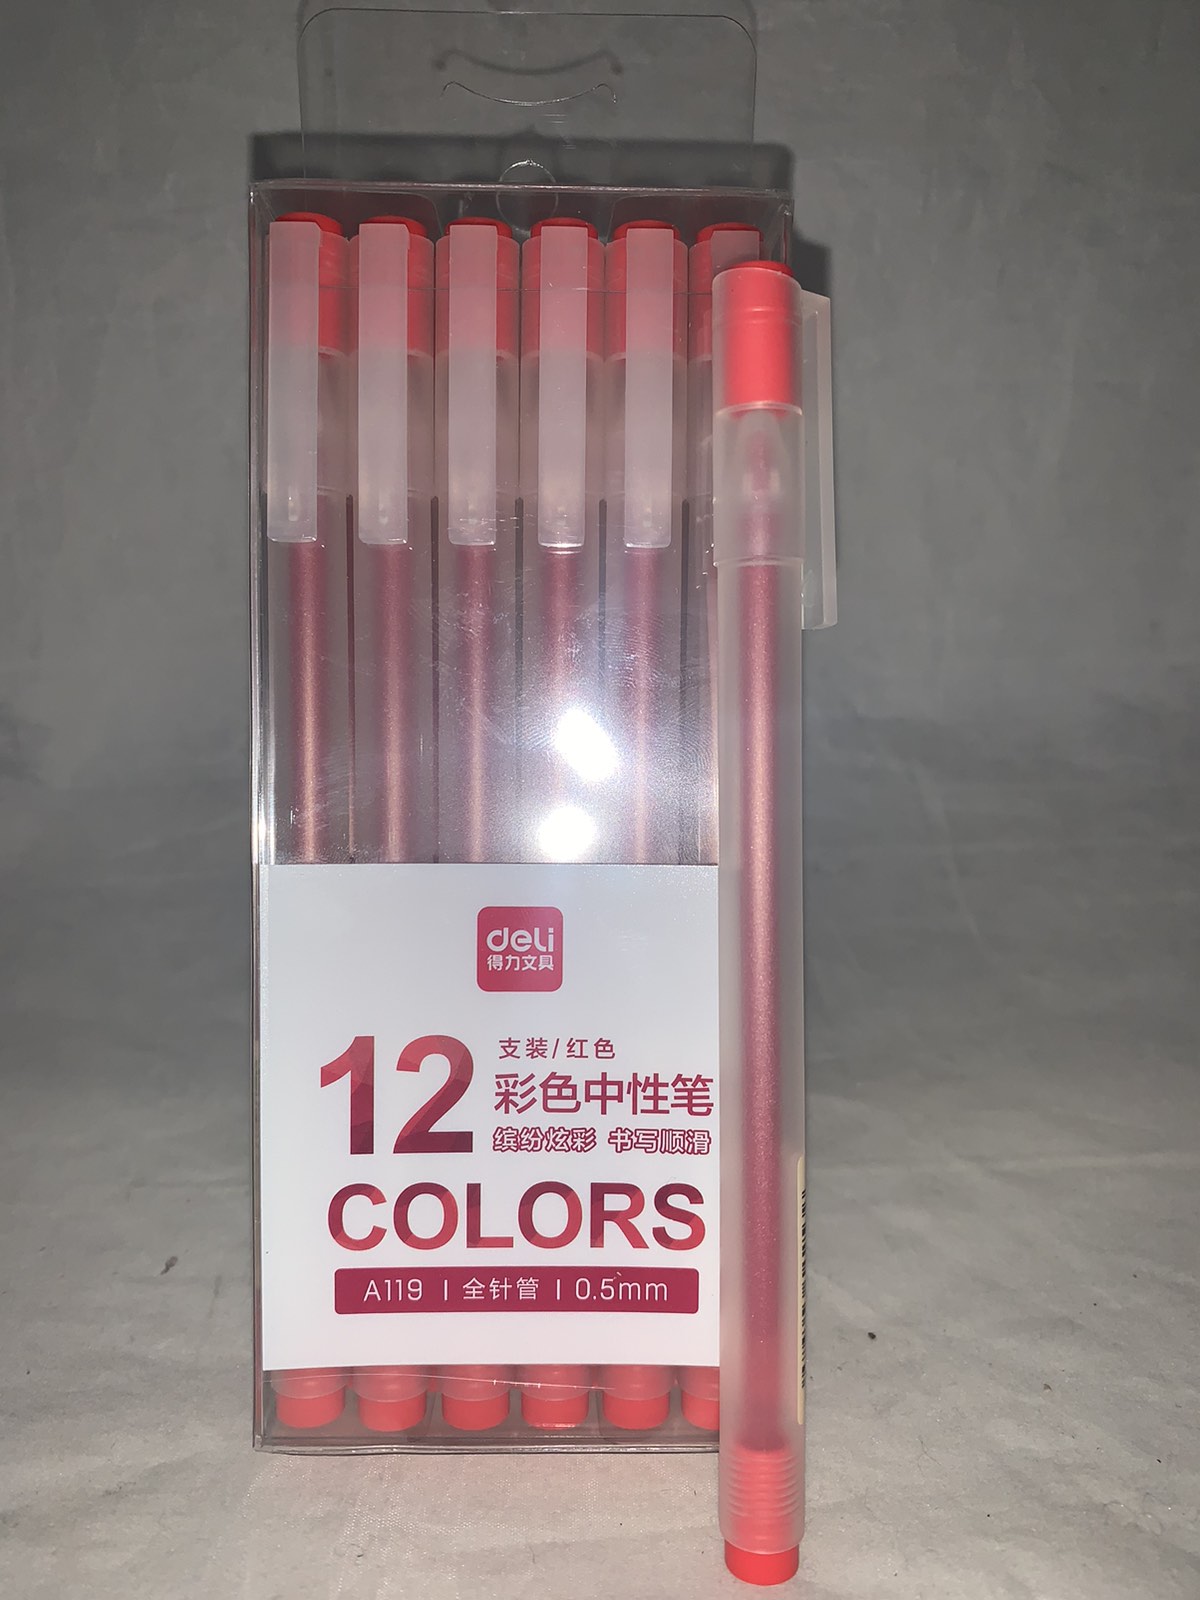 deli
得力文具
12
支装/红色
彩色中性笔
缤纷炫彩 书写顺滑
COLORS
A119 | 全针管 | 0.5mm